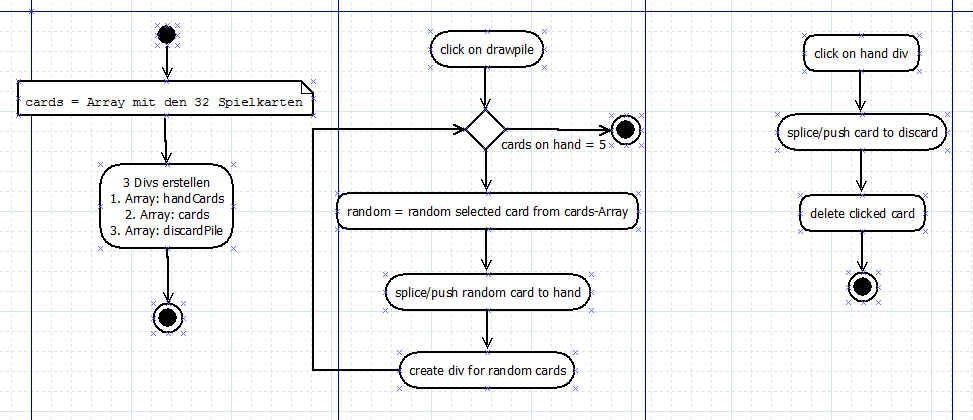 cards = Array mit den 32 Spielkarten
3 Divs erstellen
1. Array: handCards
2. Array: cards
3. Array: discardPile
click on drawpile
cards on hand = 5
random = random selected card from cards-Array
splice/push random card to hand
create div for random cards
click on hand div
splice/push card to discard
delete clicked card